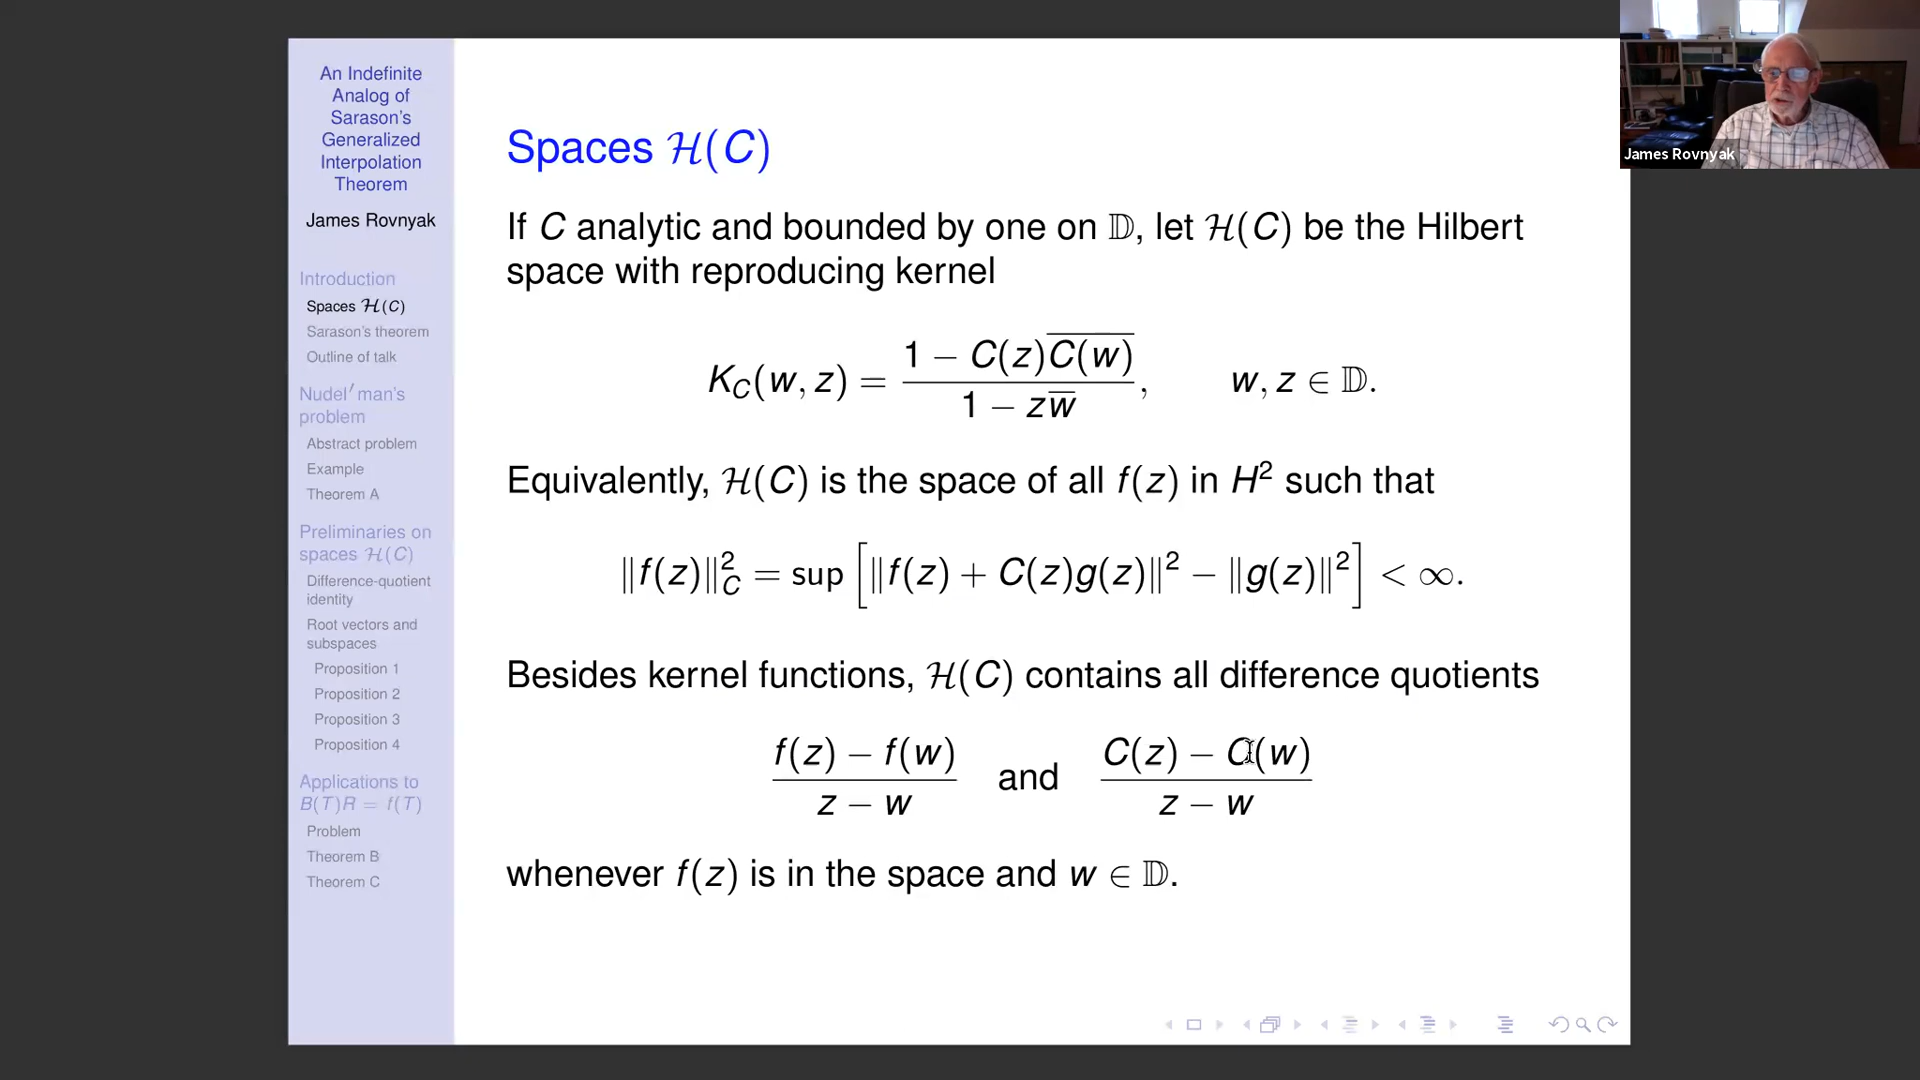 An Indefinite
Analog of
Sarason's
Generalized
Interpolation
Theorem
James Rovnyak
Introduction
Spaces ℋ(C)
Sarason's theorem
Outline of talk
Nudel′man's
problem
Abstract problem
Example
Theorem A
Preliminaries on
spaces ℋ(C)
Difference-quotient
identity
Root vectors and
subspaces
Proposition 1
Proposition 2
Proposition 3
Proposition 4
Applications to
B(T)R = f(T)
Problem
Theorem B
Theorem C
Spaces ℋ(C)
If C analytic and bounded by one on 𝔻, let ℋ(C) be the Hilbert
space with reproducing kernel
K_C(w, z) = \frac{1 − C(z)\overline{C(w)}}{1 − z\overline{w}}, w, z ∈ 𝔻.
Equivalently, ℋ(C) is the space of all f(z) in H² such that
‖f(z)‖²_C = sup [‖f(z) + C(z)g(z)‖² − ‖g(z)‖²] < ∞.
Besides kernel functions, ℋ(C) contains all difference quotients
\frac{f(z) − f(w)}{z − w} and \frac{C(z) − C(w)}{z − w}
whenever f(z) is in the space and w ∈ 𝔻.
James Rovnyak